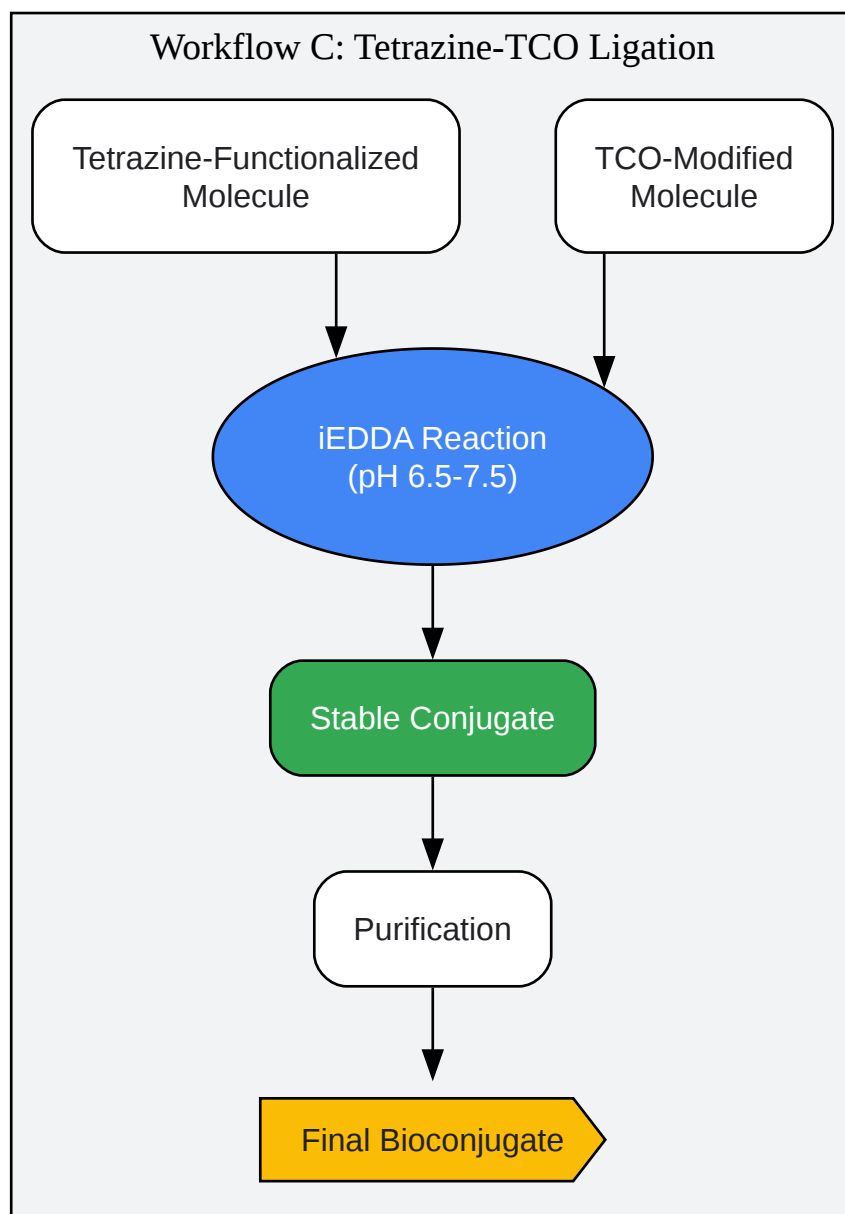 Workflow C: Tetrazine-TCO Ligation
Tetrazine-Functionalized
Molecule
TCO-Modified
Molecule
iEDDA Reaction
(pH 6.5-7.5)
Stable Conjugate
Purification
Final Bioconjugate